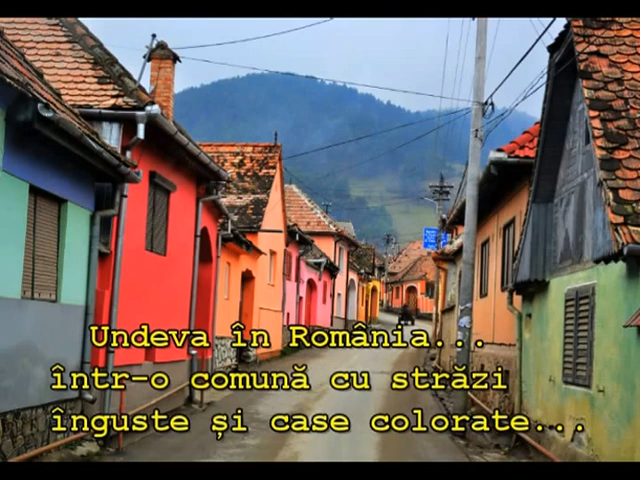 Undeva în România...
într-o comună cu străzi
înguste și case colorate...